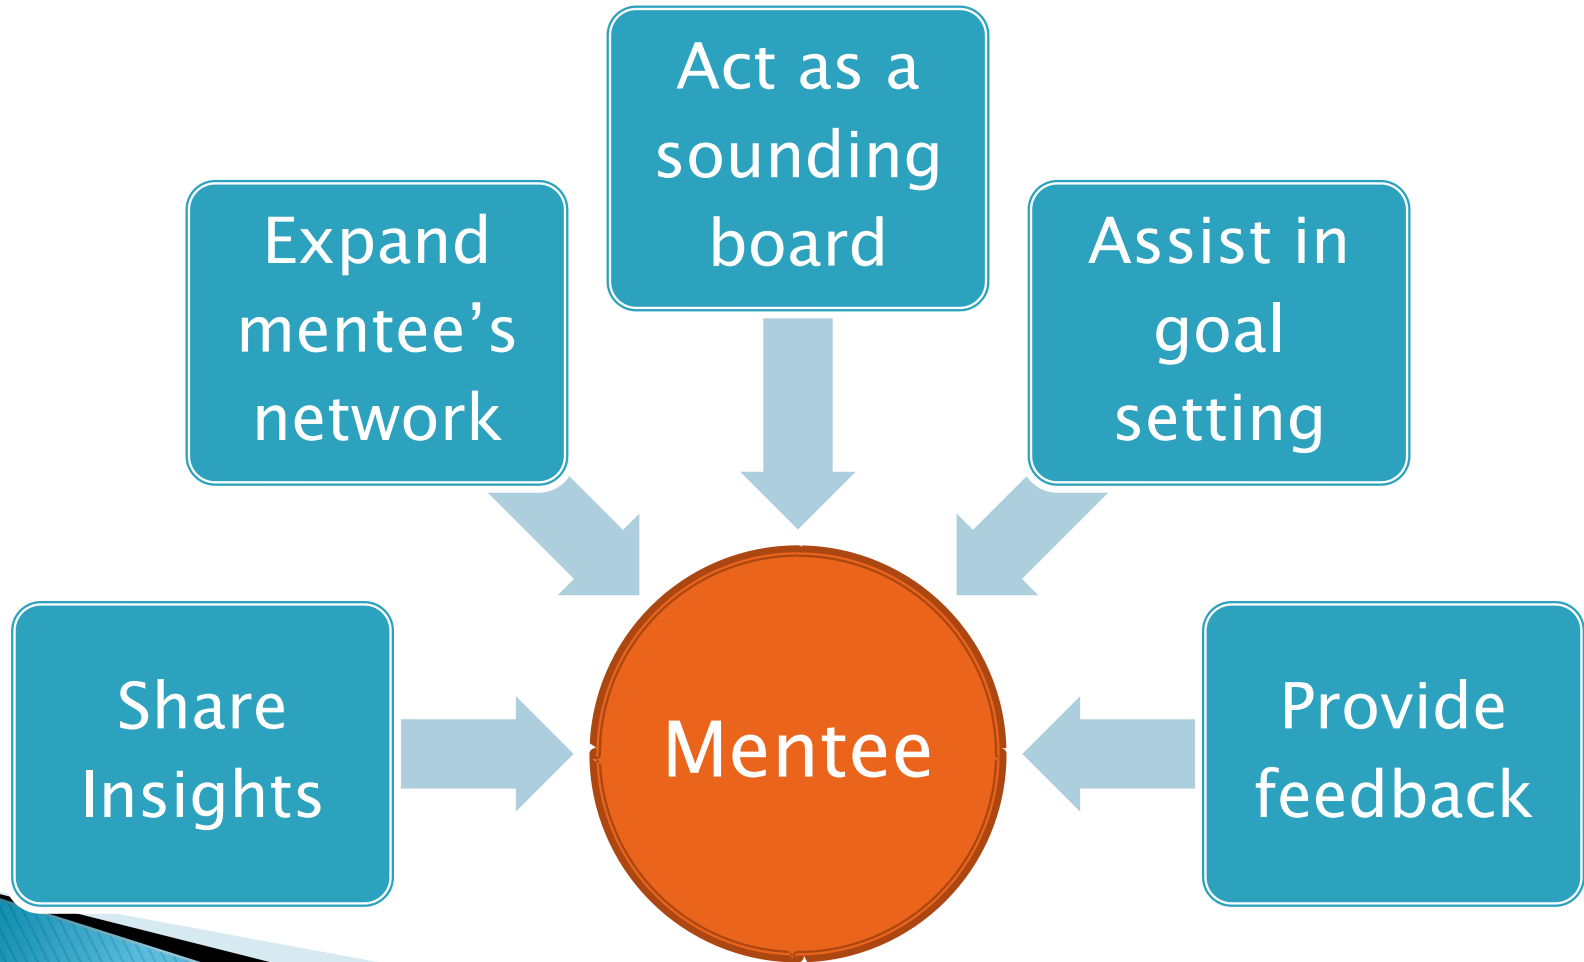 Act as a
sounding
board
Expand
mentee’s
network
Assist in
goal
setting
Share
Insights
Mentee
Provide
feedback